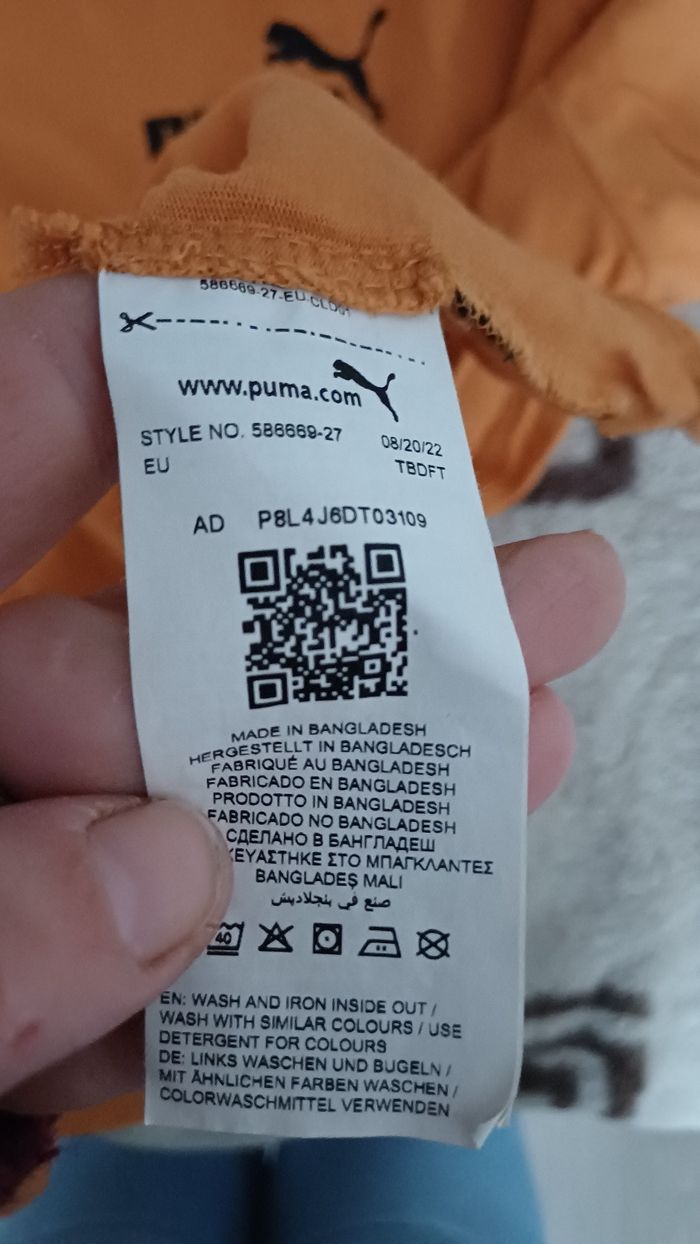 586669-27-EU-CL001
www.puma.com
STYLE NO. 586669-27 08/20/22
EU TBDFT
AD P8L4J6DT03109
MADE IN BANGLADESH
HERGESTELLT IN BANGLADESCH
FABRIQUÉ AU BANGLADESH
FABRICADO EN BANGLADESH
PRODOTTO IN BANGLADESH
FABRICADO NO BANGLADESH
СДЕЛАНО В БАНГЛАДЕШ
ΣΤΟ ΜΠΑΓΚΛΑΝΤΕΣ
BANGLADEŞ MALI
صنع في بنجلاديش
40
EN: WASH AND IRON INSIDE OUT /
WASH WITH SIMILAR COLOURS / USE
DETERGENT FOR COLOURS
DE: LINKS WASCHEN UND BUGELN /
MIT ÄHNLICHEN FARBEN WASCHEN /
COLORWASCHMITTEL VERWENDEN